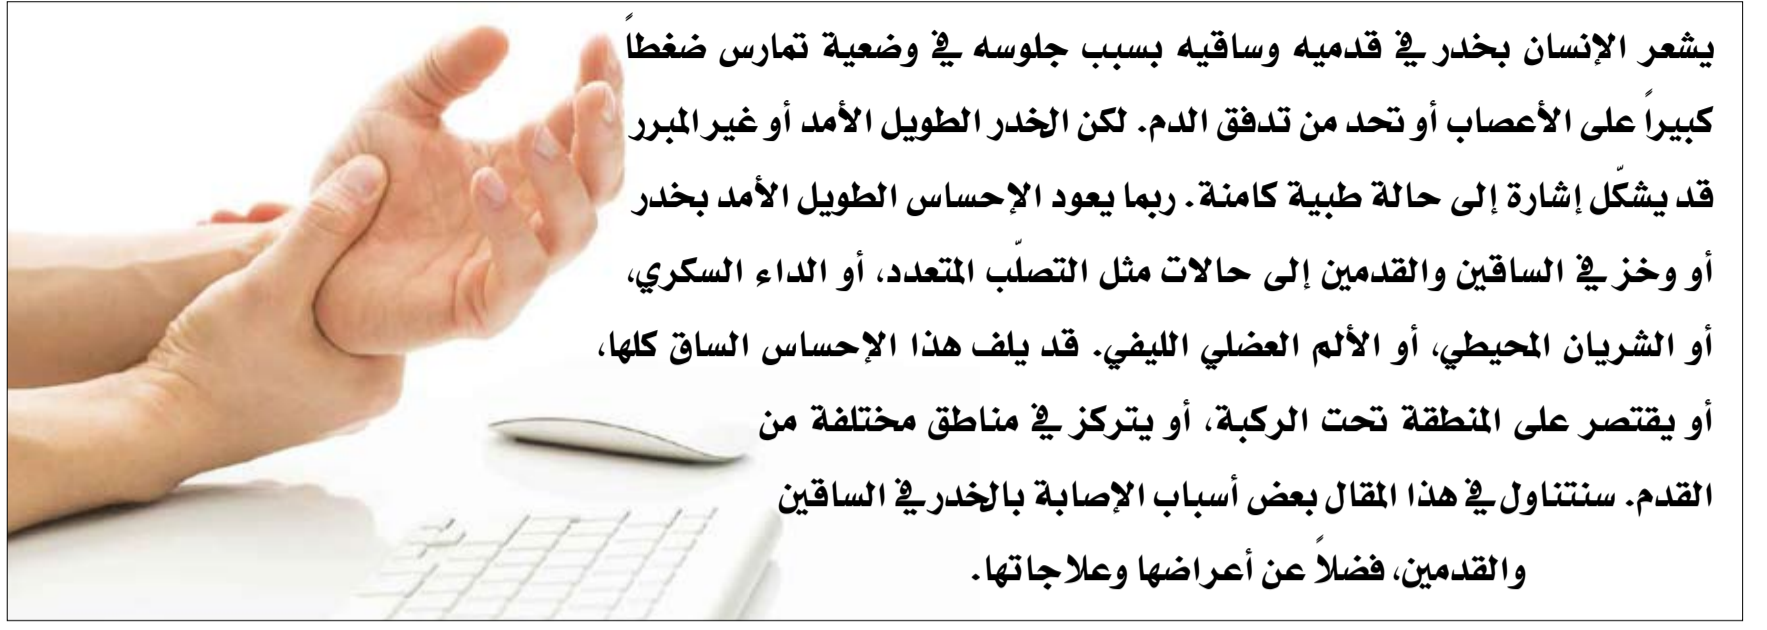 يشعر الإنسان بخدر في قدميه وساقيه بسبب جلوسه في وضعية تمارس ضغطاً
كبيراً على الأعصاب أو تحد من تدفق الدم. لكن الخدر الطويل الأمد أو غير المبرر
قد يشكّل إشارة إلى حالة طبية كامنة. ربما يعود الإحساس الطويل الأمد بخدر
أو وخز في الساقين والقدمين إلى حالات مثل التصلّب المتعدد، أو الداء السكري،
أو الشريان المحيطي، أو الألم العضلي الليفي. قد يلف هذا الإحساس الساق كلها،
أو يقتصر على المنطقة تحت الركبة، أو يتركز في مناطق مختلفة من
القدم. سنتناول في هذا المقال بعض أسباب الإصابة بالخدر في الساقين
والقدمين، فضلاً عن أعراضها وعلاجاتها.